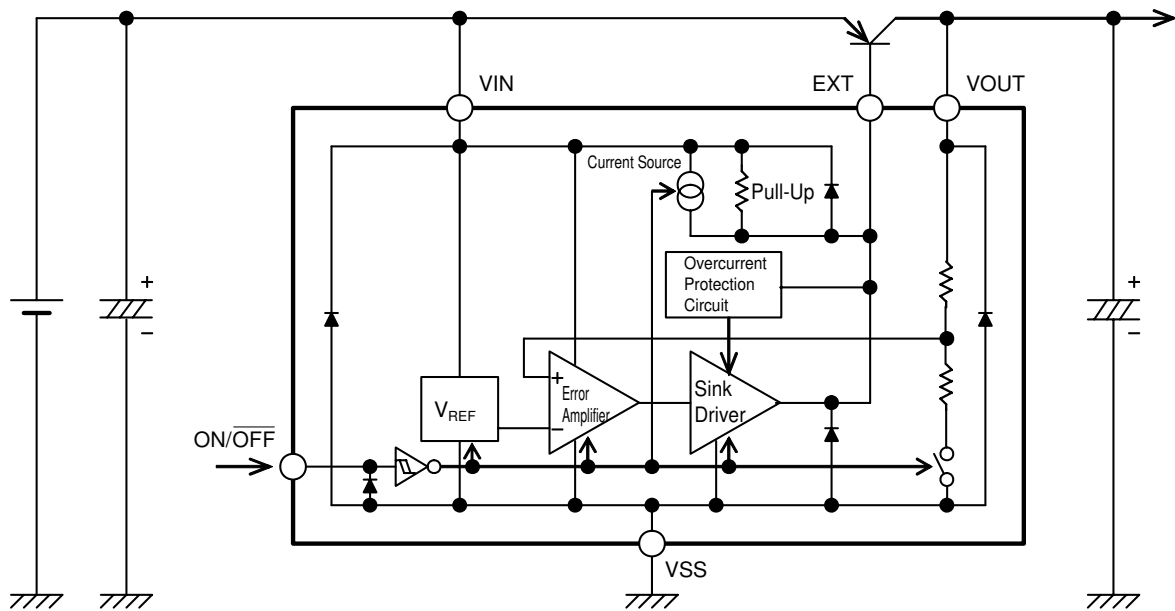 VIN
EXT
VOUT
Current Source
Pull-Up
Overcurrent
Protection
Circuit
+
−
+
−
+
−
Error
Amplifier
Sink
Driver
VREF
ON/OFF
VSS